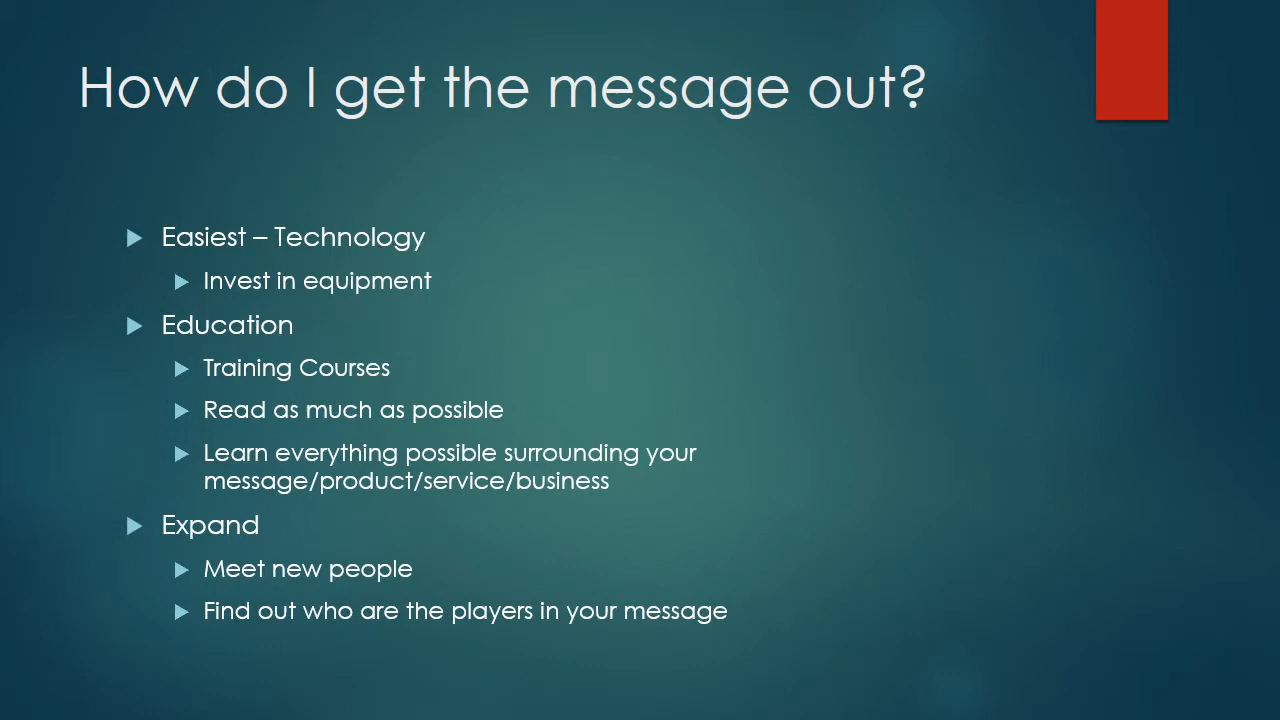 How do I get the message out?
Easiest – Technology
Invest in equipment
Education
Training Courses
Read as much as possible
Learn everything possible surrounding your
message/product/service/business
Expand
Meet new people
Find out who are the players in your message